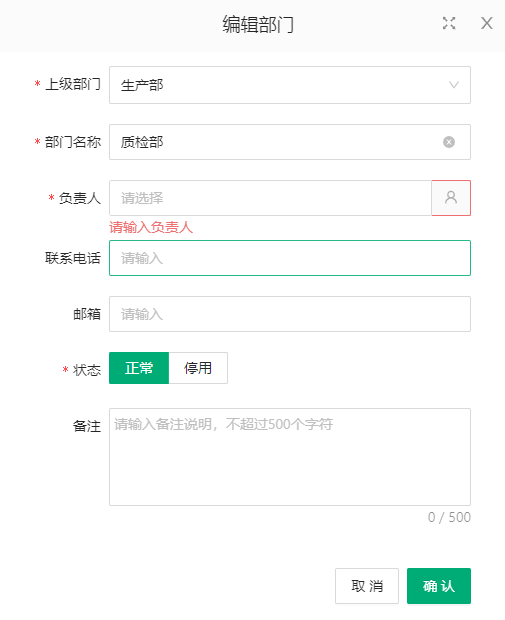 编辑部门
* 上级部门 生产部
* 部门名称 质检部
* 负责人 请选择
请输入负责人
联系电话 请输入
邮箱 请输入
* 状态 正常 停用
备注 请输入备注说明，不超过500个字符
0 / 500
取 消 确 认